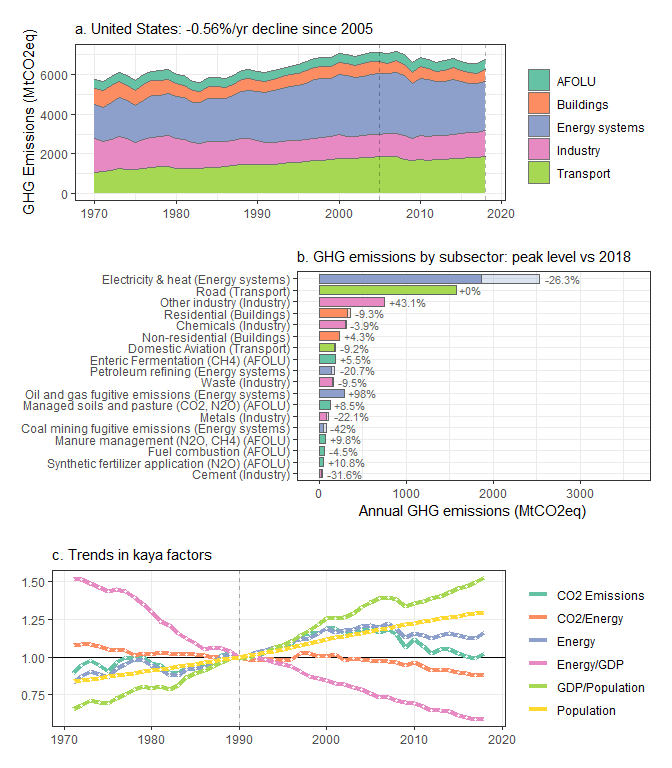 a. United States: -0.56%/yr decline since 2005
GHG Emissions (MtCO2eq)
6000
4000
2000
0
1970
1980
1990
2000
2010
2020
AFOLU
Buildings
Energy systems
Industry
Transport
b. GHG emissions by subsector: peak level vs 2018
Electricity & heat (Energy systems) -26.3%
Road (Transport) +0%
Other industry (Industry) +43.1%
Residential (Buildings) -9.3%
Chemicals (Industry) -3.9%
Non-residential (Buildings) +4.3%
Domestic Aviation (Transport) -9.2%
Enteric Fermentation (CH4) (AFOLU) +5.5%
Petroleum refining (Energy systems) -20.7%
Waste (Industry) -9.5%
Oil and gas fugitive emissions (Energy systems) +98%
Managed soils and pasture (CO2, N2O) (AFOLU) +8.5%
Metals (Industry) -22.1%
Coal mining fugitive emissions (Energy systems) -42%
Manure management (N2O, CH4) (AFOLU) +9.8%
Fuel combustion (AFOLU) -4.5%
Synthetic fertilizer application (N2O) (AFOLU) +10.8%
Cement (Industry) -31.6%
0
1000
2000
3000
Annual GHG emissions (MtCO2eq)
c. Trends in kaya factors
1.50
1.25
1.00
0.75
1970
1980
1990
2000
2010
2020
CO2 Emissions
CO2/Energy
Energy
Energy/GDP
GDP/Population
Population